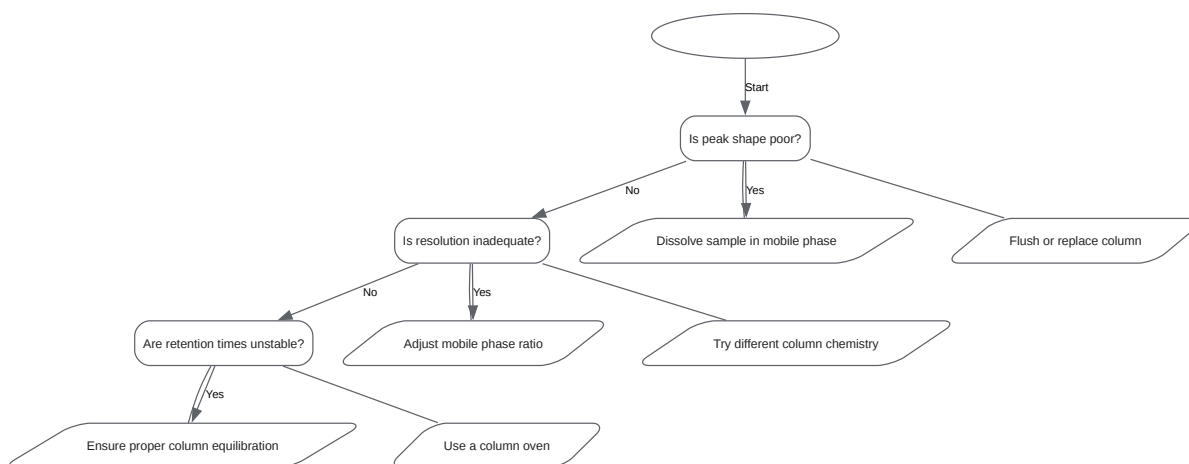 Start
Is peak shape poor?
No
Yes
Is resolution inadequate?
Dissolve sample in mobile phase
Flush or replace column
No
Yes
Are retention times unstable?
Adjust mobile phase ratio
Try different column chemistry
Yes
Ensure proper column equilibration
Use a column oven